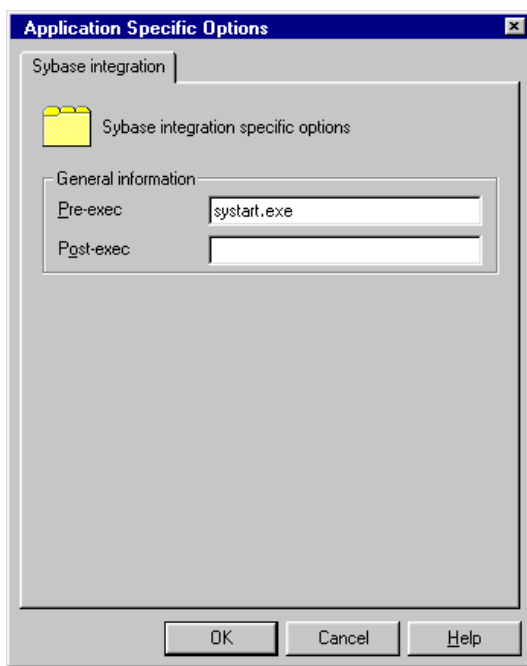 Application Specific Options
Sybase integration
Sybase integration specific options
General information
Pre-exec
systart.exe
Post-exec
OK
Cancel
Help